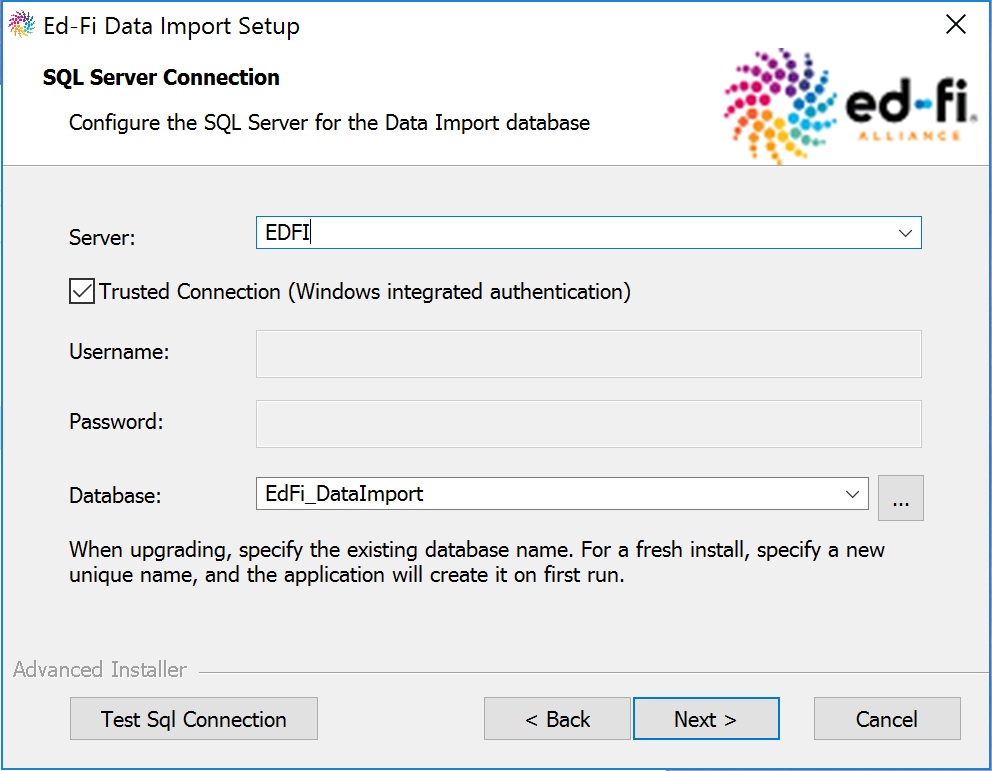 Ed-Fi Data Import Setup
SQL Server Connection
Configure the SQL Server for the Data Import database
ed-fi®
ALLIANCE
Server:
EDFI
Trusted Connection (Windows integrated authentication)
Username:
Password:
Database:
EdFi_DataImport
...
When upgrading, specify the existing database name. For a fresh install, specify a new
unique name, and the application will create it on first run.
Advanced Installer
Test Sql Connection
< Back
Next >
Cancel